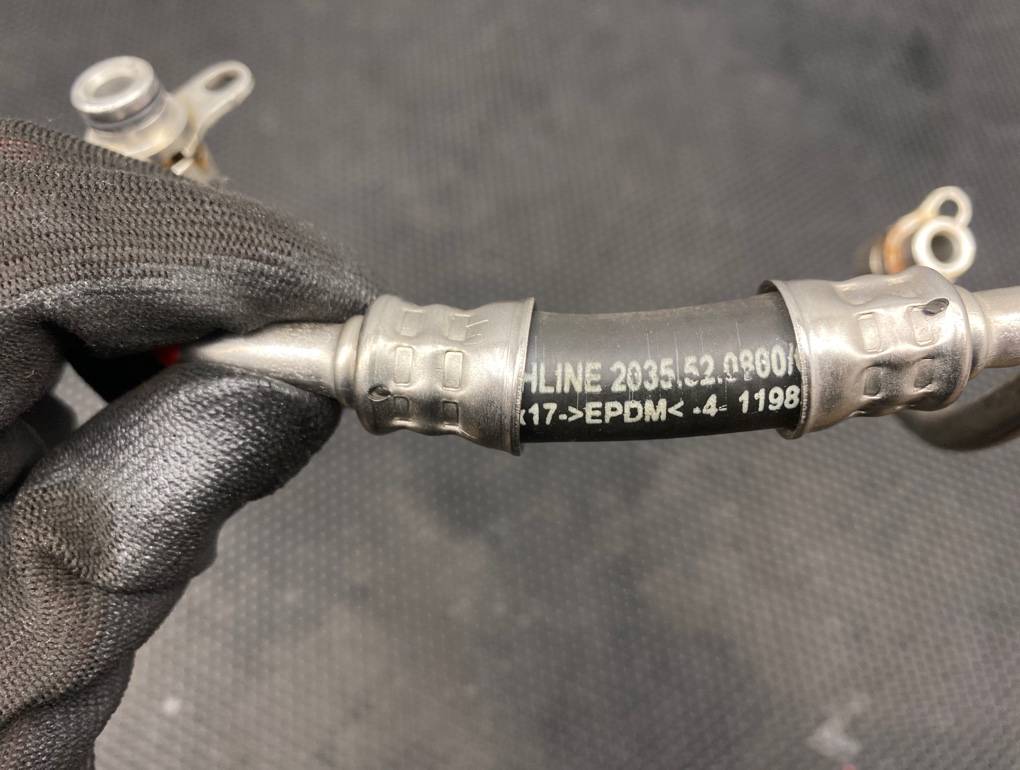 HLINE 2035.52.0800/
x17->EPDM< -4- 1198